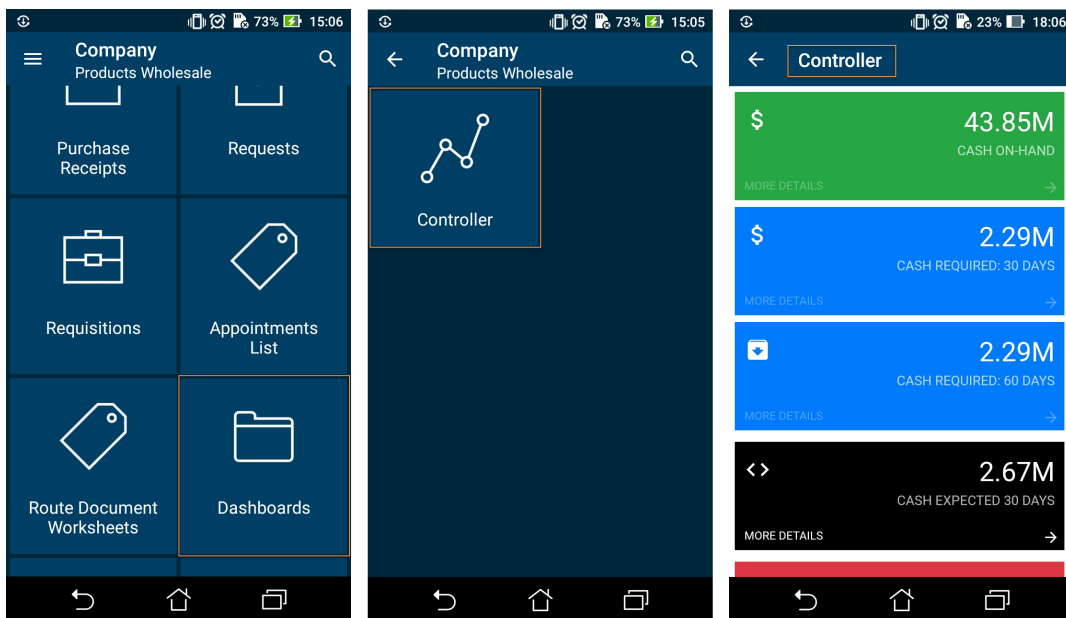 73% 15:06
Company
Products Wholesale
Purchase
Receipts
Requests
Requisitions
Appointments
List
Route Document
Worksheets
Dashboards
73% 15:05
Company
Products Wholesale
Controller
23% 18:06
Controller
$
43.85M
CASH ON-HAND
MORE DETAILS
$
2.29M
CASH REQUIRED: 30 DAYS
MORE DETAILS
2.29M
CASH REQUIRED: 60 DAYS
MORE DETAILS
2.67M
CASH EXPECTED 30 DAYS
MORE DETAILS